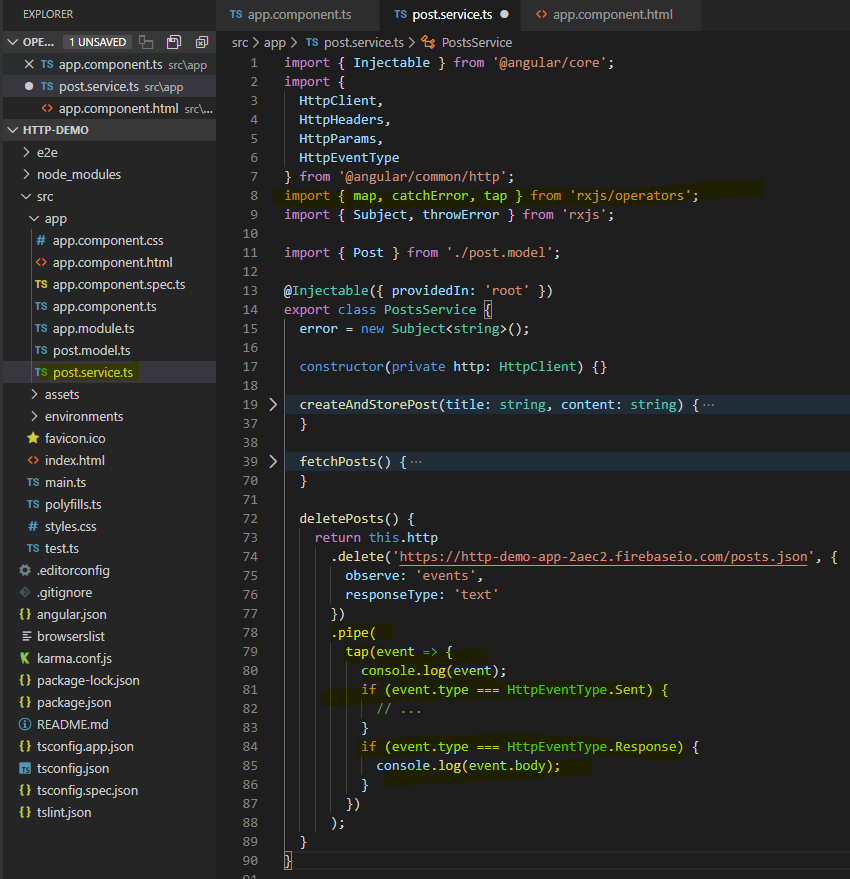 EXPLORER
OPE... 1 UNSAVED
TS app.component.ts src\app
TS post.service.ts src\app
<> app.component.html src\...
HTTP-DEMO
e2e
node_modules
src
app
# app.component.css
<> app.component.html
TS app.component.spec.ts
TS app.component.ts
TS app.module.ts
TS post.model.ts
TS post.service.ts
assets
environments
favicon.ico
<> index.html
TS main.ts
TS polyfills.ts
# styles.css
TS test.ts
.editorconfig
.gitignore
{} angular.json
browserslist
K karma.conf.js
{} package-lock.json
{} package.json
README.md
{} tsconfig.app.json
TS tsconfig.json
{} tsconfig.spec.json
{} tslint.json
TS app.component.ts
TS post.service.ts
<> app.component.html
src > app > TS post.service.ts > PostsService
1 import { Injectable } from '@angular/core';
2 import {
3 HttpClient,
4 HttpHeaders,
5 HttpParams,
6 HttpEventType
7 } from '@angular/common/http';
8 import { map, catchError, tap } from 'rxjs/operators';
9 import { Subject, throwError } from 'rxjs';
10
11 import { Post } from './post.model';
12
13 @Injectable({ providedIn: 'root' })
14 export class PostsService {
15 error = new Subject<string>();
16
17 constructor(private http: HttpClient) {}
18
19 createAndStorePost(title: string, content: string) { ...
37 }
38
39 fetchPosts() { ...
70 }
71
72 deletePosts() {
73 return this.http
74 .delete('https://http-demo-app-2aec2.firebaseio.com/posts.json', {
75 observe: 'events',
76 responseType: 'text'
77 })
78 .pipe(
79 tap(event => {
80 console.log(event);
81 if (event.type === HttpEventType.Sent) {
82 // ...
83 }
84 if (event.type === HttpEventType.Response) {
85 console.log(event.body);
86 }
87 })
88 );
89 }
90 }
91